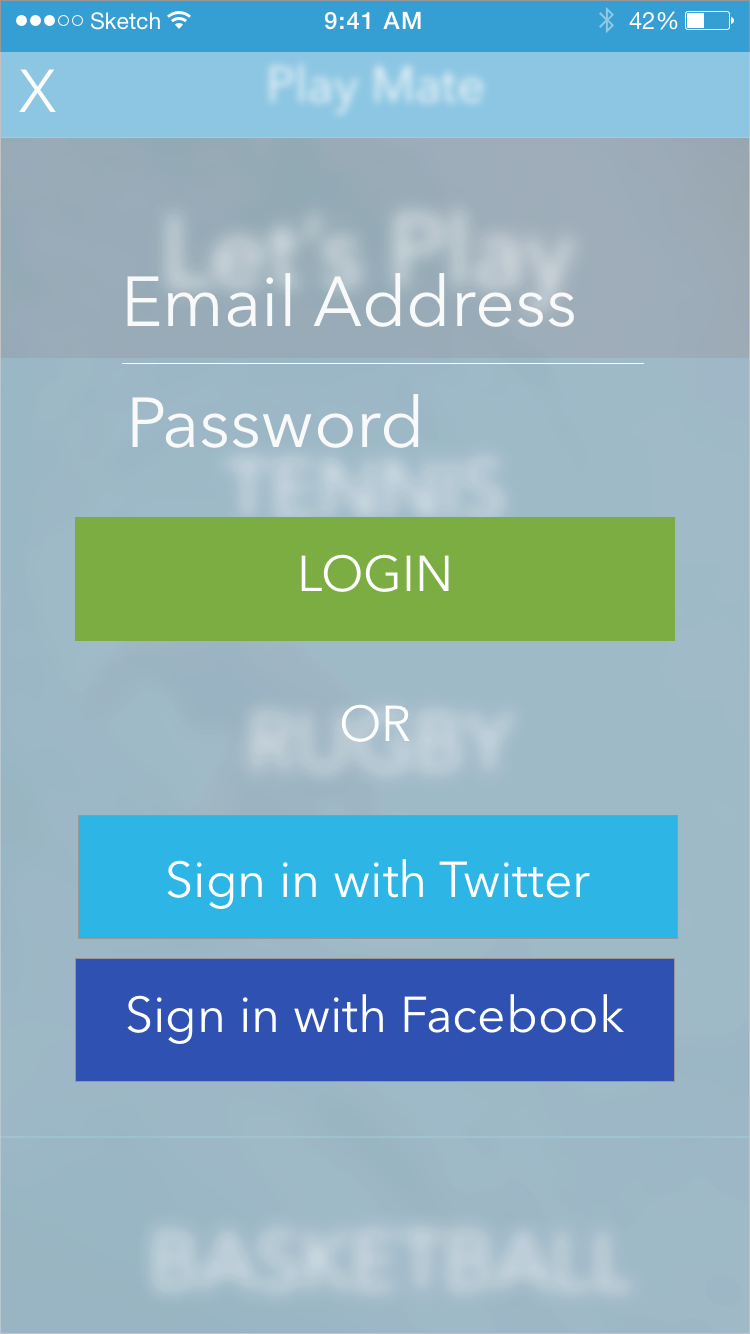 Sketch 9:41 AM 42%
X Play Mate
Let's Play
Email Address
Password
TENNIS
LOGIN
OR
RUGBY
Sign in with Twitter
Sign in with Facebook
BASKETBALL